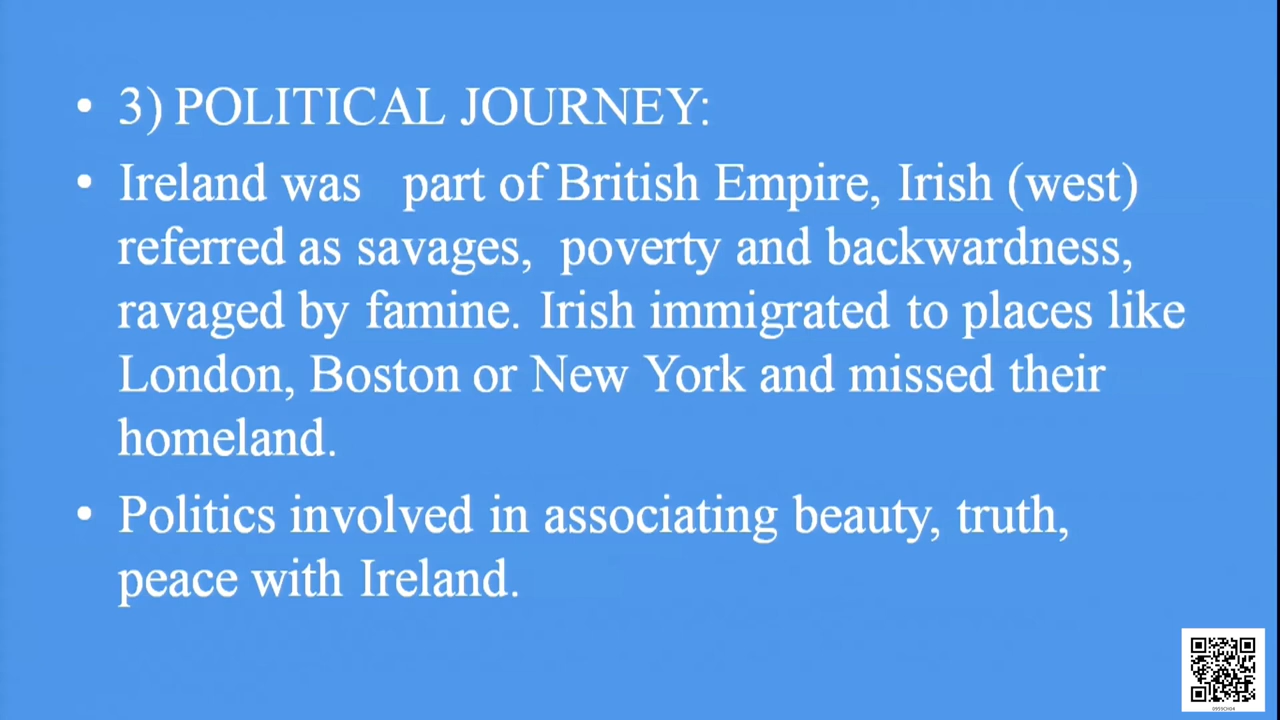 • 3) POLITICAL JOURNEY:
• Ireland was part of British Empire, Irish (west)
referred as savages, poverty and backwardness,
ravaged by famine. Irish immigrated to places like
London, Boston or New York and missed their
homeland.
• Politics involved in associating beauty, truth,
peace with Ireland.
0959CH04